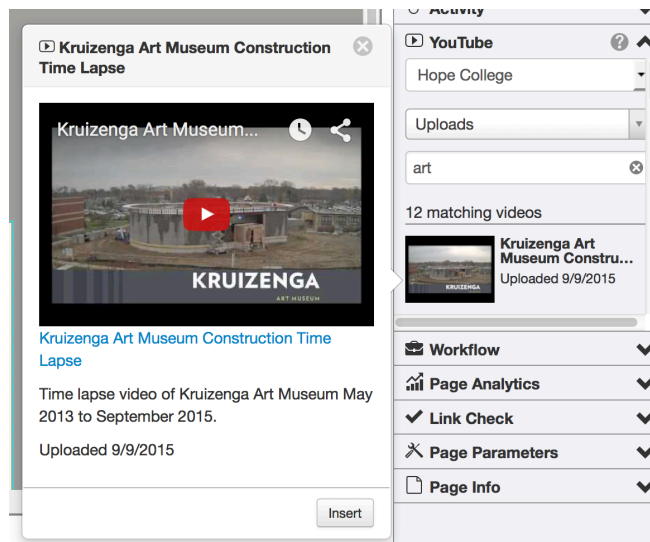 Kruizenga Art Museum Construction
Time Lapse
Kruizenga Art Museum...
KRUIZENGA
ART MUSEUM
Kruizenga Art Museum Construction Time
Lapse
Time lapse video of Kruizenga Art Museum May
2013 to September 2015.
Uploaded 9/9/2015
Insert
Activity
YouTube
Hope College
Uploads
art
12 matching videos
KRUIZENGA
Kruizenga Art
Museum Constru...
Uploaded 9/9/2015
Workflow
Page Analytics
Link Check
Page Parameters
Page Info